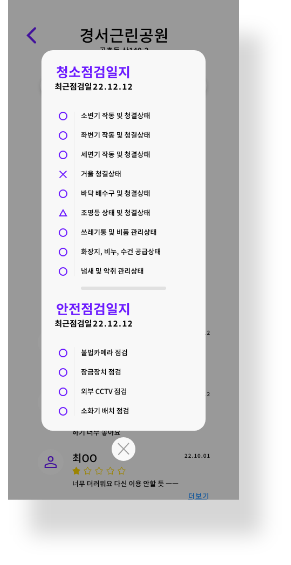 경서근린공원
청소점검일지
최근점검일22.12.12
소변기 작동 및 청결상태
화변기 작동 및 청결상태
세면기 작동 및 청결상태
거울 청결상태
바닥 배수구 및 청결상태
조명등 상태 및 청결상태
쓰레기통 및 비품 관리상태
화장지, 비누, 수건 공급상태
냄새 및 악취 관리상태
안전점검일지
최근점검일22.12.12
불법카메라 점검
잠금장치 점검
외부 CCTV 점검
소화기 배치 점검
최OO
22.10.01
너무 더러워요 다신 이용 안할 듯 ㅡㅡ
더보기